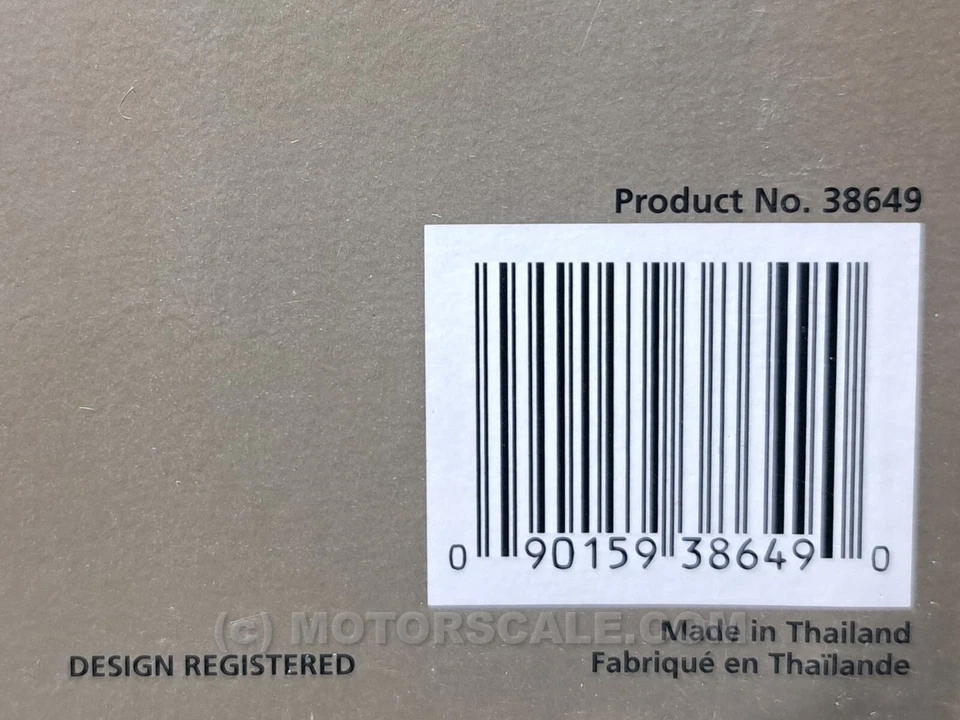 Product No. 38649
0 90159 38649 0
(c) MOTORSCALE.COM
Made in Thailand
DESIGN REGISTERED
Fabriqué en Thaïlande